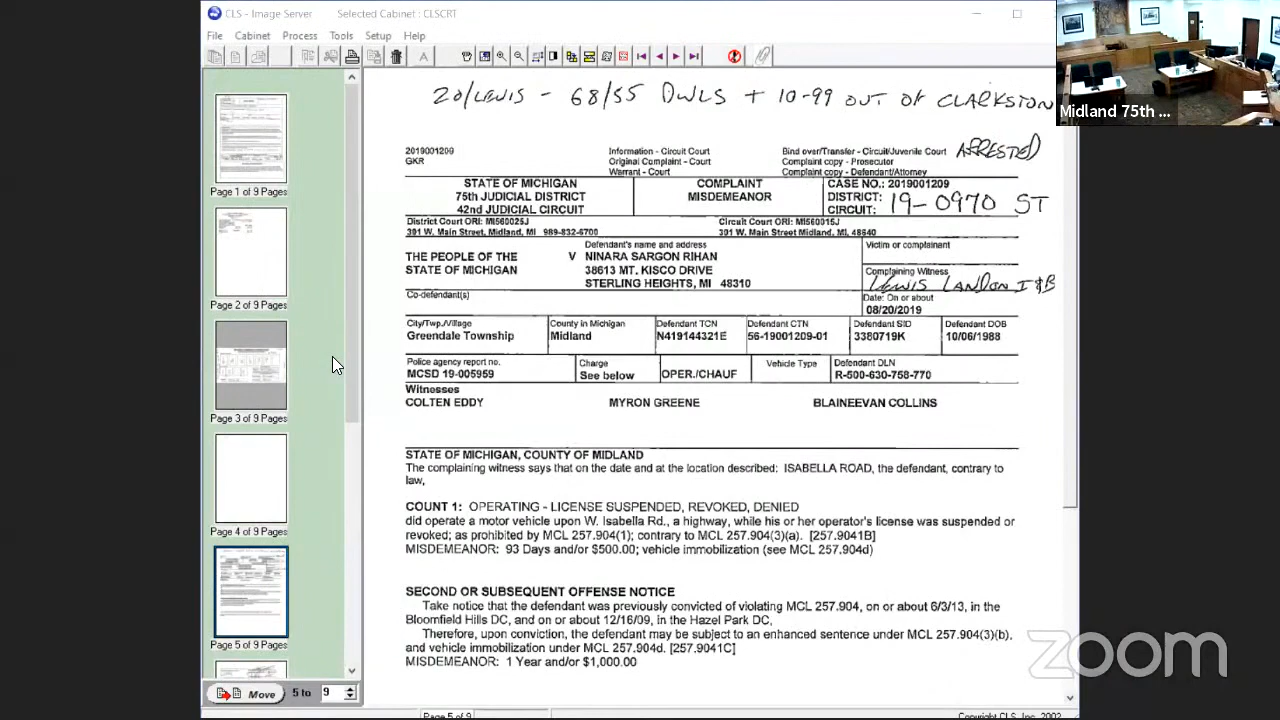 CLS - Image Server Selected Cabinet : CLSCRT
File Cabinet Process Tools Setup Help
Midland 75th ...
20/LEWIS - 68/55 DWLS + 10-99 OUT OF CLARKSTON
ARRESTED
2019001209
GKR
Information - Circuit Court
Original Complaint - Court
Warrant - Court
Bind over/Transfer - Circuit/Juvenile Court
Complaint copy - Prosecutor
Complaint copy - Defendant/Attorney
STATE OF MICHIGAN
75th JUDICIAL DISTRICT
42nd JUDICIAL CIRCUIT
COMPLAINT
MISDEMEANOR
CASE NO.: 2019001209
DISTRICT: 19-0970 ST
CIRCUIT:
District Court ORI: MI560025J
301 W. Main Street, Midland, MI 989-832-6700
Circuit Court ORI: MI560015J
301 W. Main Street Midland, MI 48640
THE PEOPLE OF THE
STATE OF MICHIGAN
V
Defendant's name and address
NINARA SARGON RIHAN
38613 MT. KISCO DRIVE
STERLING HEIGHTS, MI 48310
Victim or complainant
Complaining Witness
LEWIS LANDON I & B
Co-defendant(s)
Date: On or about
08/20/2019
City/Twp./Village
Greendale Township
County in Michigan
Midland
Defendant TCN
N419144321E
Defendant CTN
56-19001209-01
Defendant SID
3380719K
Defendant DOB
10/06/1988
Police agency report no.
MCSD 19-005959
Charge
See below
OPER./CHAUF
Vehicle Type
Defendant DLN
R-500-630-758-770
Witnesses
COLTEN EDDY MYRON GREENE BLAINEEVAN COLLINS
STATE OF MICHIGAN, COUNTY OF MIDLAND
The complaining witness says that on the date and at the location described: ISABELLA ROAD, the defendant, contrary to
law,
COUNT 1: OPERATING - LICENSE SUSPENDED, REVOKED, DENIED
did operate a motor vehicle upon W. Isabella Rd., a highway, while his or her operator's license was suspended or
revoked; as prohibited by MCL 257.904(1); contrary to MCL 257.904(3)(a). [257.9041B]
MISDEMEANOR: 93 Days and/or $500.00; vehicle immobilization (see MCL 257.904d)
SECOND OR SUBSEQUENT OFFENSE NOTICE
Take notice that the defendant was previously convicted of violating MCL 257.904, on or about 6/3/13, in the
Bloomfield Hills DC, and on or about 12/16/09, in the Hazel Park DC,
Therefore, upon conviction, the defendant may be subject to an enhanced sentence under MCL 257.904(3)(b),
and vehicle immobilization under MCL 257.904d. [257.9041C]
MISDEMEANOR: 1 Year and/or $1,000.00
Page 1 of 9 Pages
Page 2 of 9 Pages
Page 3 of 9 Pages
Page 4 of 9 Pages
Page 5 of 9 Pages
Move 5 to 9
Page 5 of 9
Copyright CLS, Inc. 2002
zoom